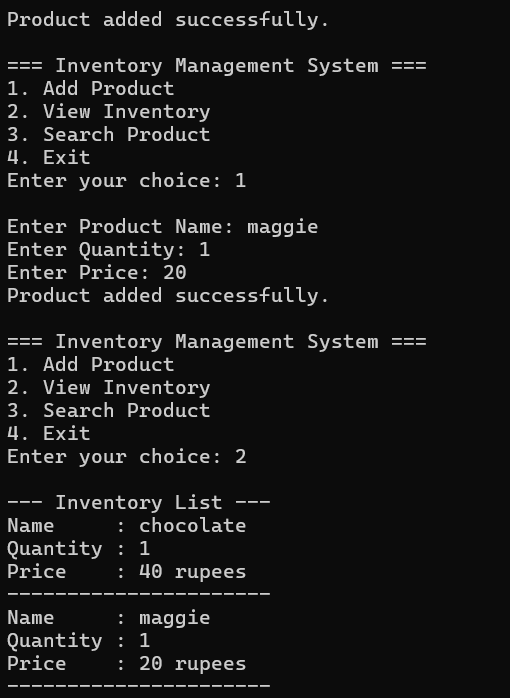 Product added successfully.
=== Inventory Management System ===
1. Add Product
2. View Inventory
3. Search Product
4. Exit
Enter your choice: 1
Enter Product Name: maggie
Enter Quantity: 1
Enter Price: 20
Product added successfully.
=== Inventory Management System ===
1. Add Product
2. View Inventory
3. Search Product
4. Exit
Enter your choice: 2
--- Inventory List ---
Name     : chocolate
Quantity : 1
Price    : 40 rupees
----------------------
Name     : maggie
Quantity : 1
Price    : 20 rupees
----------------------